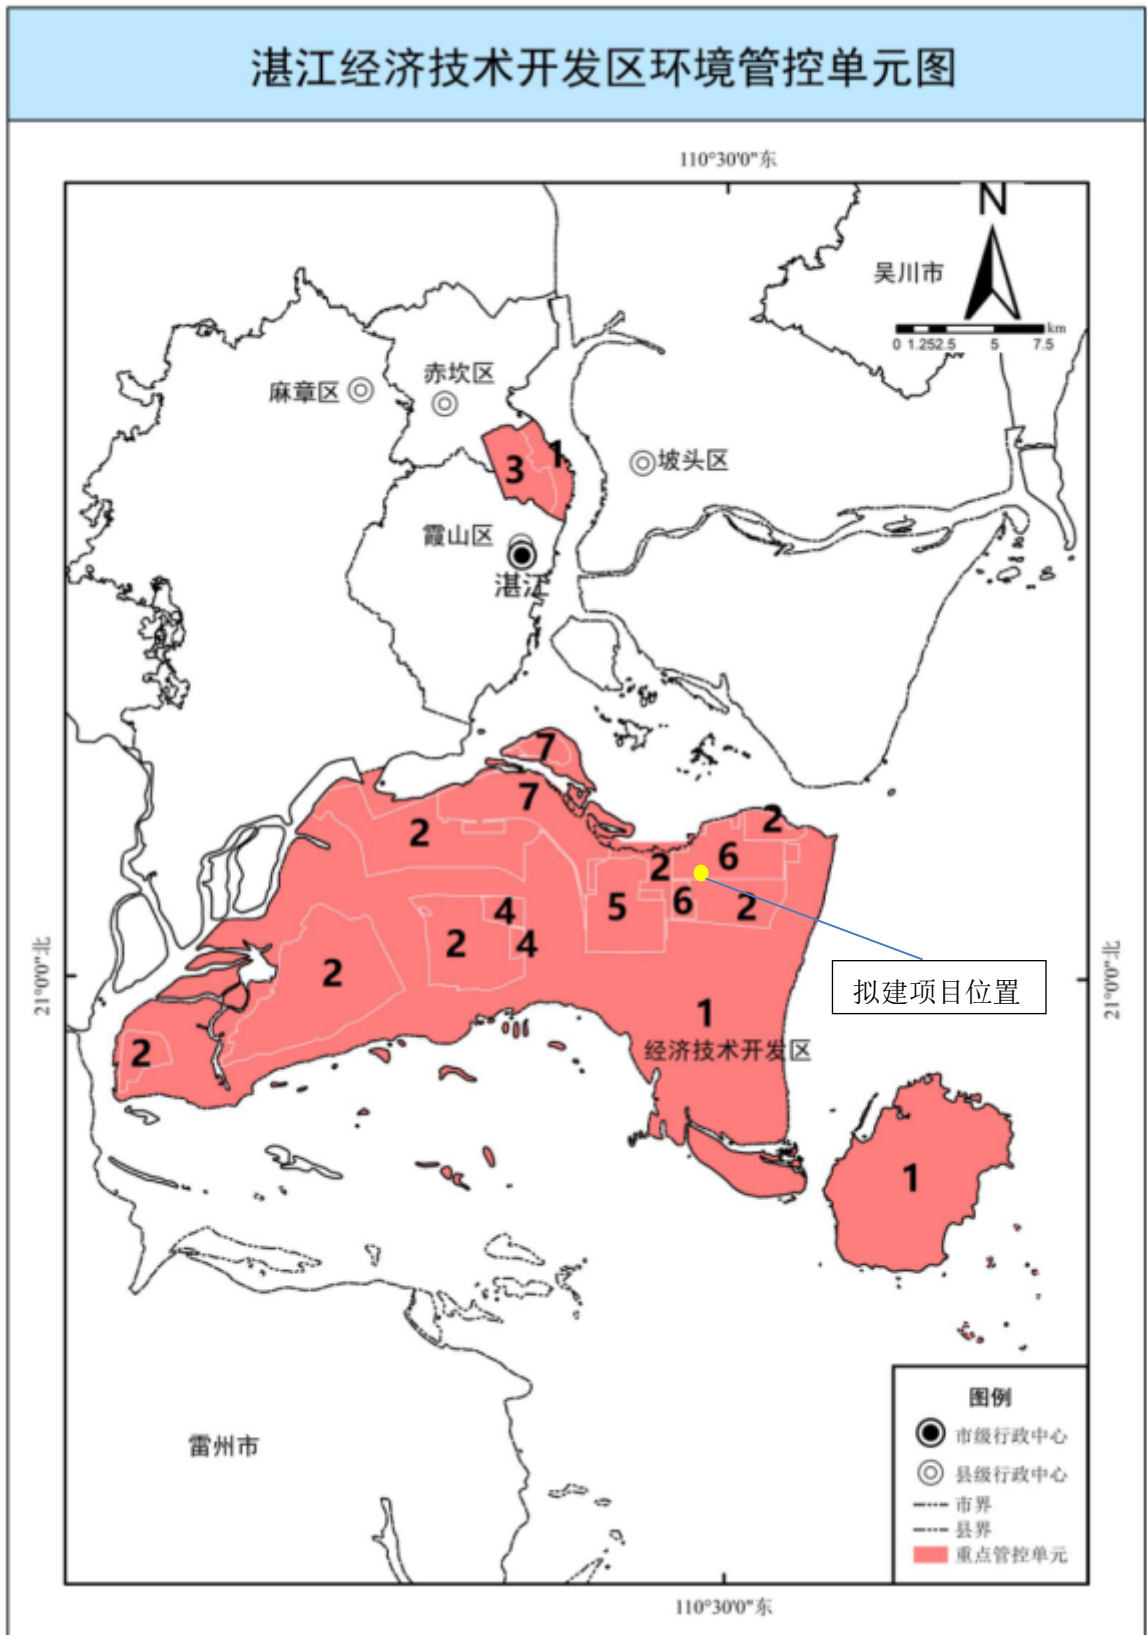 湛江经济技术开发区环境管控单元图
110°30'0"东
N
吴川市
km
0 1.252.5 5 7.5
赤坎区
麻章区
1
3
坡头区
霞山区
湛江
7
7
2
2
6
2
5
6
2
4
2
4
2
21°0'0"北
21°0'0"北
拟建项目位置
1
经济技术开发区
2
1
图例
市级行政中心
县级行政中心
市界
县界
重点管控单元
雷州市
110°30'0"东